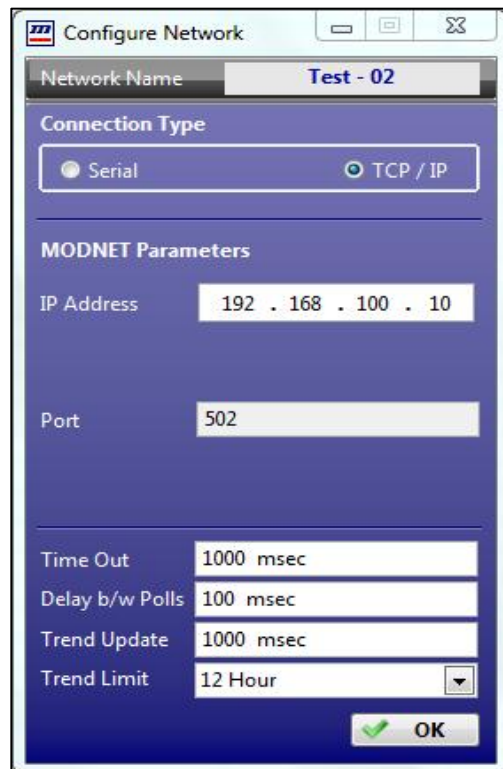 Configure Network
Network Name Test - 02
Connection Type
Serial TCP / IP
MODNET Parameters
IP Address 192 . 168 . 100 . 10
Port 502
Time Out 1000 msec
Delay b/w Polls 100 msec
Trend Update 1000 msec
Trend Limit 12 Hour
OK